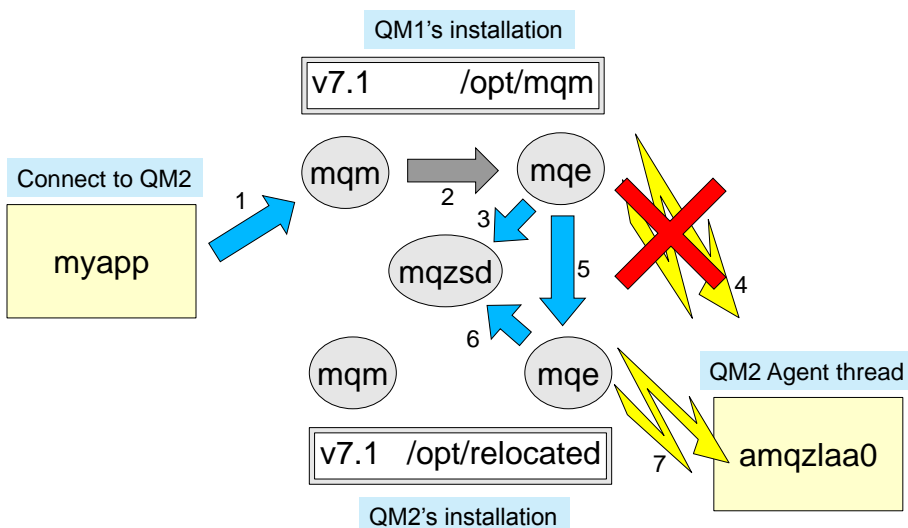 QM1's installation
v7.1 /opt/mqm
Connect to QM2
1
mqm
2
mqe
myapp
3
mqzsd
5
4
6
mqm
mqe
QM2 Agent thread
v7.1 /opt/relocated
7
amqzlaa0
QM2's installation